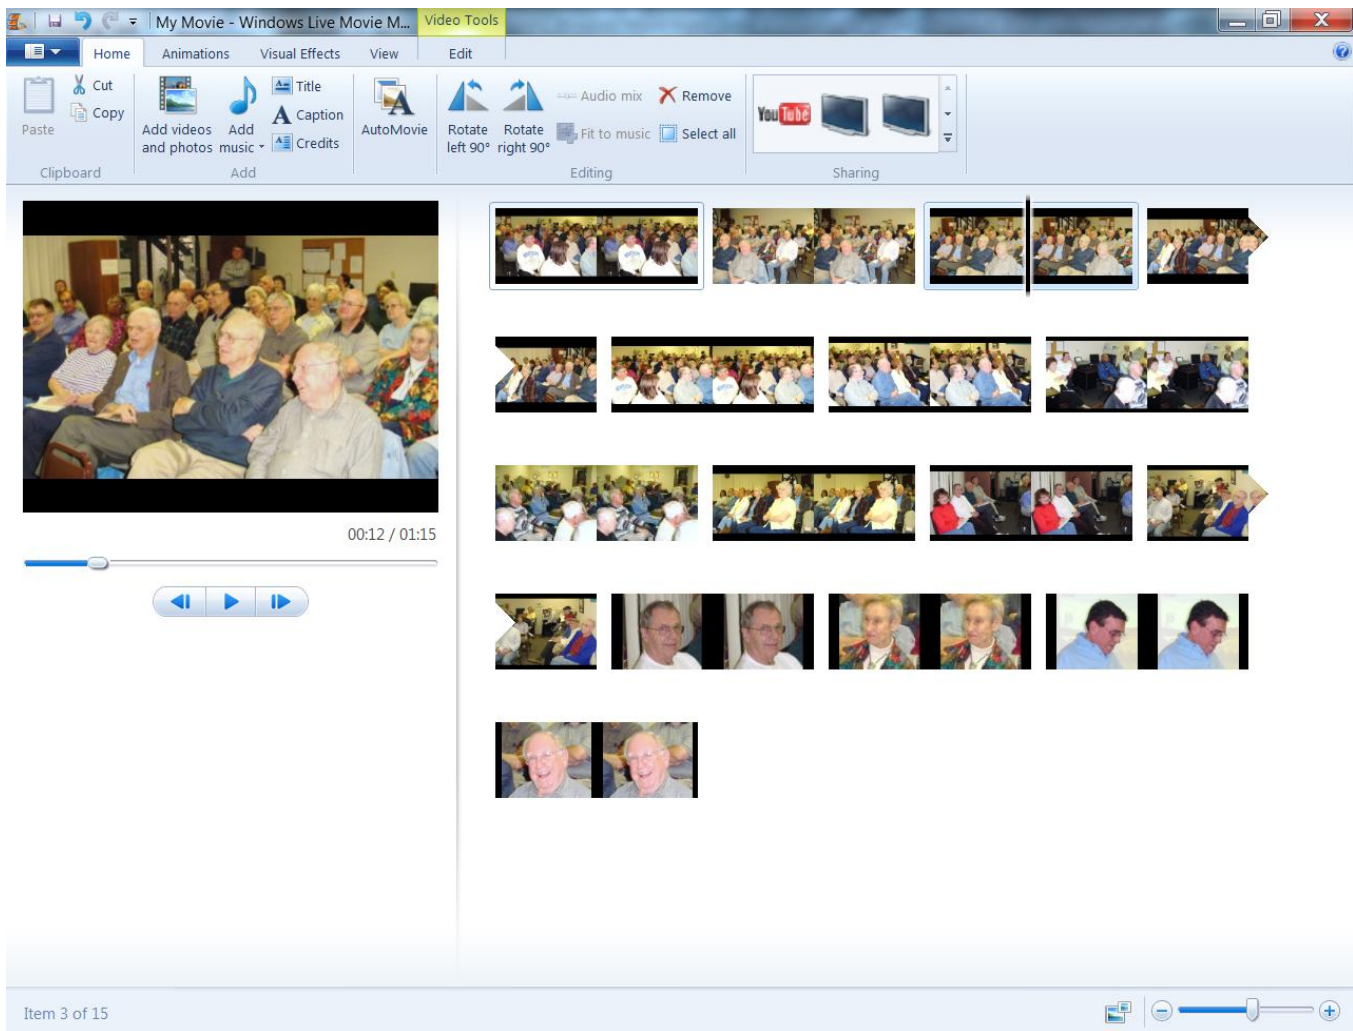 My Movie - Windows Live Movie M...
Video Tools
Home
Animations
Visual Effects
View
Edit
Paste
Cut
Copy
Clipboard
Add videos
and photos
Add
music
Title
Caption
Credits
Add
AutoMovie
Rotate
left 90°
Rotate
right 90°
Audio mix
Fit to music
Remove
Select all
Editing
YouTube
Sharing
00:12 / 01:15
Item 3 of 15